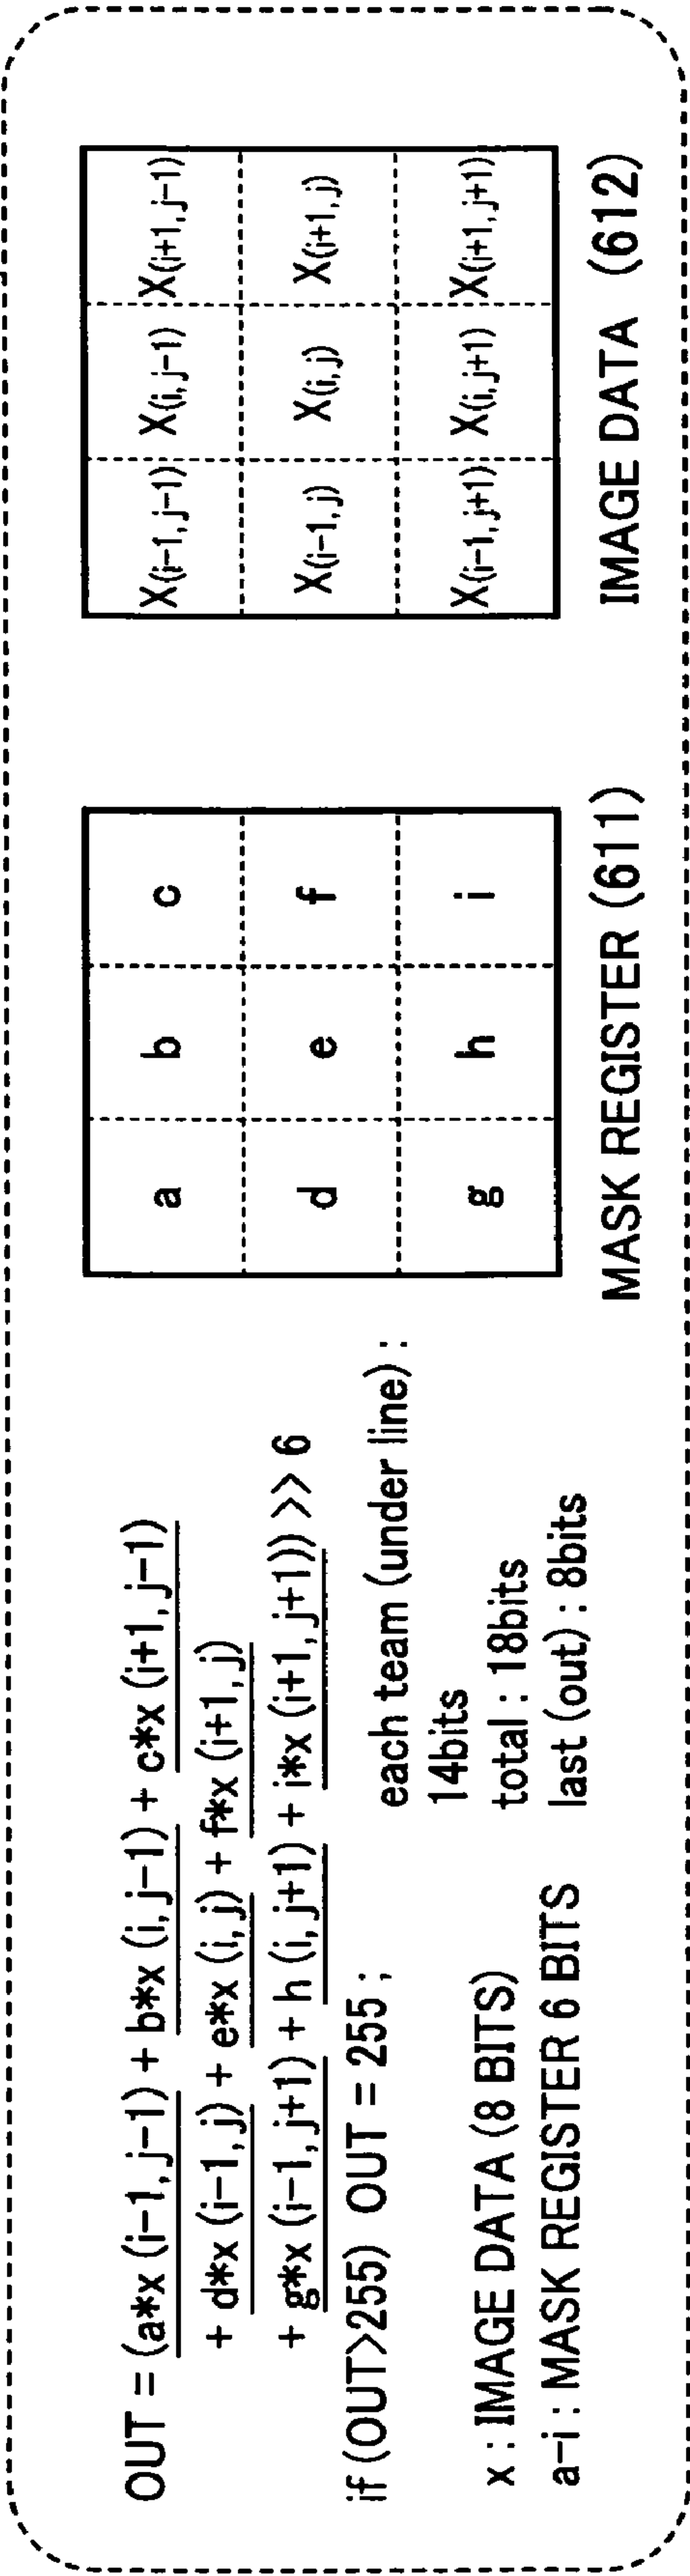 OUT = (a*x (i-1, j-1) + b*x (i, j-1) + c*x (i+1, j-1)
+ d*x (i-1, j) + e*x (i, j) + f*x (i+1, j)
+ g*x (i-1, j+1) + h (i, j+1) + i*x (i+1, j+1)) >> 6
if (OUT>255) OUT = 255 ;
each team (under line) :
14bits
total : 18bits
last (out) : 8bits
x : IMAGE DATA (8 BITS)
a-i : MASK REGISTER 6 BITS
a b c
d e f
g h i
MASK REGISTER (611)
X(i-1, j-1) X(i, j-1) X(i+1, j-1)
X(i-1, j) X(i, j) X(i+1, j)
X(i-1, j+1) X(i, j+1) X(i+1, j+1)
IMAGE DATA (612)